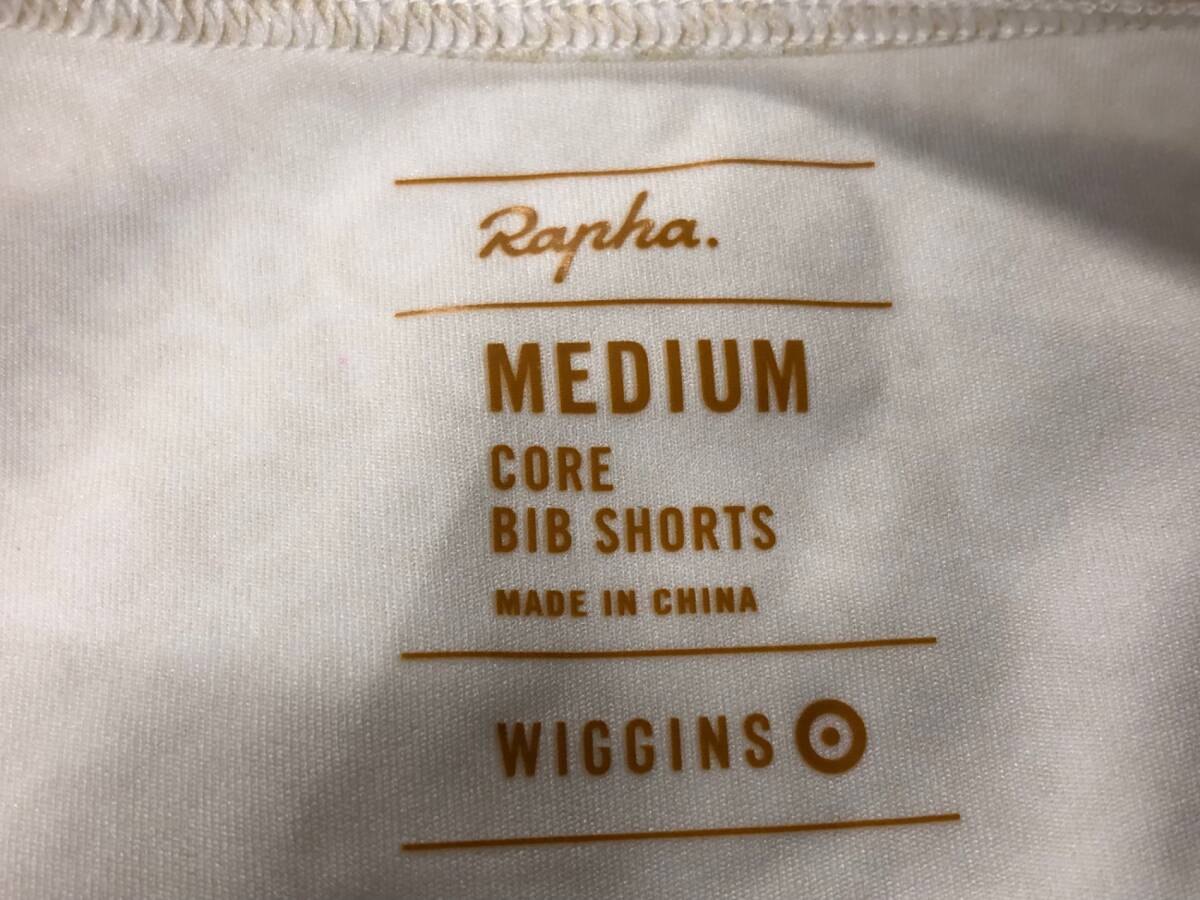 Rapha.
MEDIUM
CORE
BIB SHORTS
MADE IN CHINA
WIGGINS